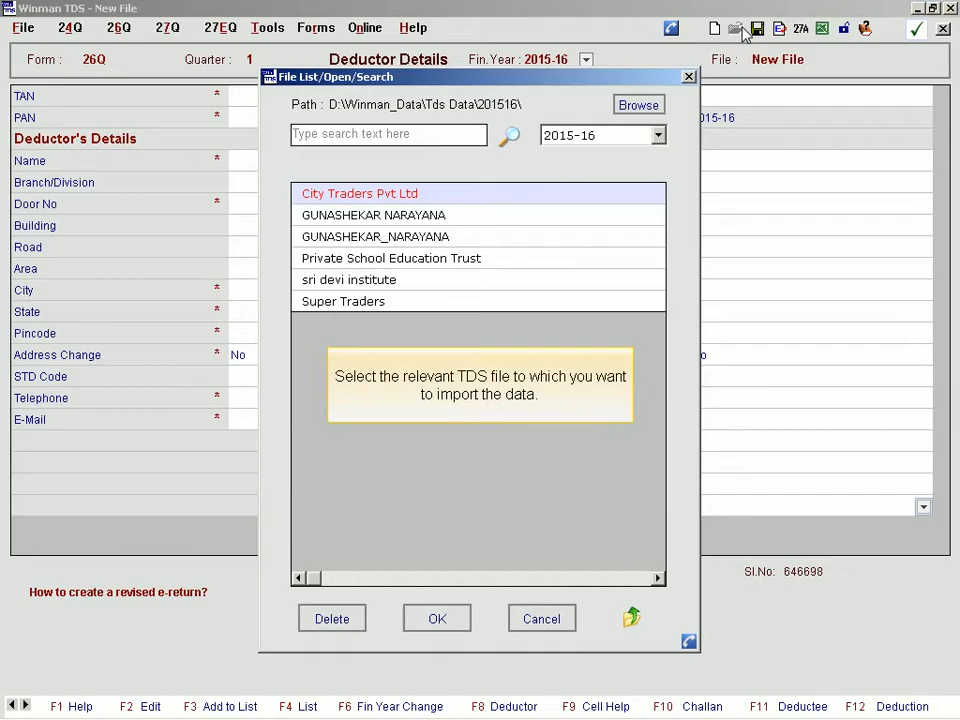 Winman TDS - New File
File 24Q 26Q 27Q 27EQ Tools Forms Online Help 27A
Form : 26Q Quarter : 1 Deductor Details Fin.Year : 2015-16 File : New File
File List/Open/Search
Path : D:\Winman_Data\Tds Data\201516\ Browse
Type search text here 2015-16
TAN *
PAN * 015-16
Deductor's Details
Name *
Branch/Division
Door No *
Building
Road
Area
City *
State *
Pincode *
Address Change * No o
STD Code
Telephone *
E-Mail *
City Traders Pvt Ltd
GUNASHEKAR NARAYANA
GUNASHEKAR_NARAYANA
Private School Education Trust
sri devi institute
Super Traders
Select the relevant TDS file to which you want
to import the data.
Delete OK Cancel
Sl.No: 646698
How to create a revised e-return?
F1 Help F2 Edit F3 Add to List F4 List F6 Fin Year Change F8 Deductor F9 Cell Help F10 Challan F11 Deductee F12 Deduction